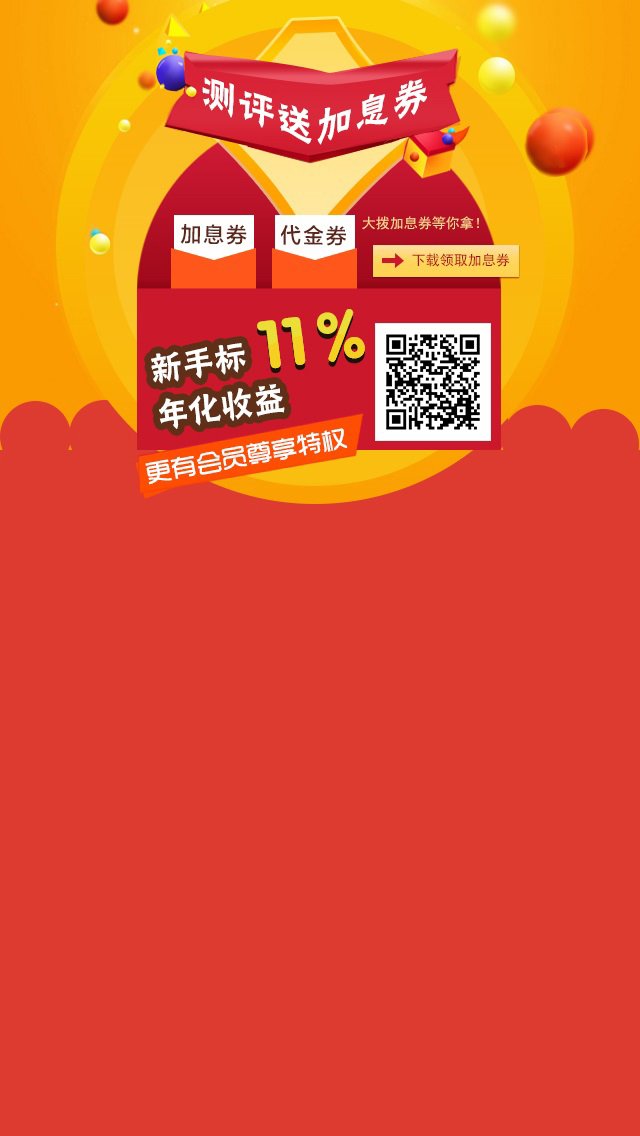 测评送加息券
加息券
代金券
大拨加息券等你拿!
下载领取加息券
新手标 11%
年化收益
更有会员尊享特权